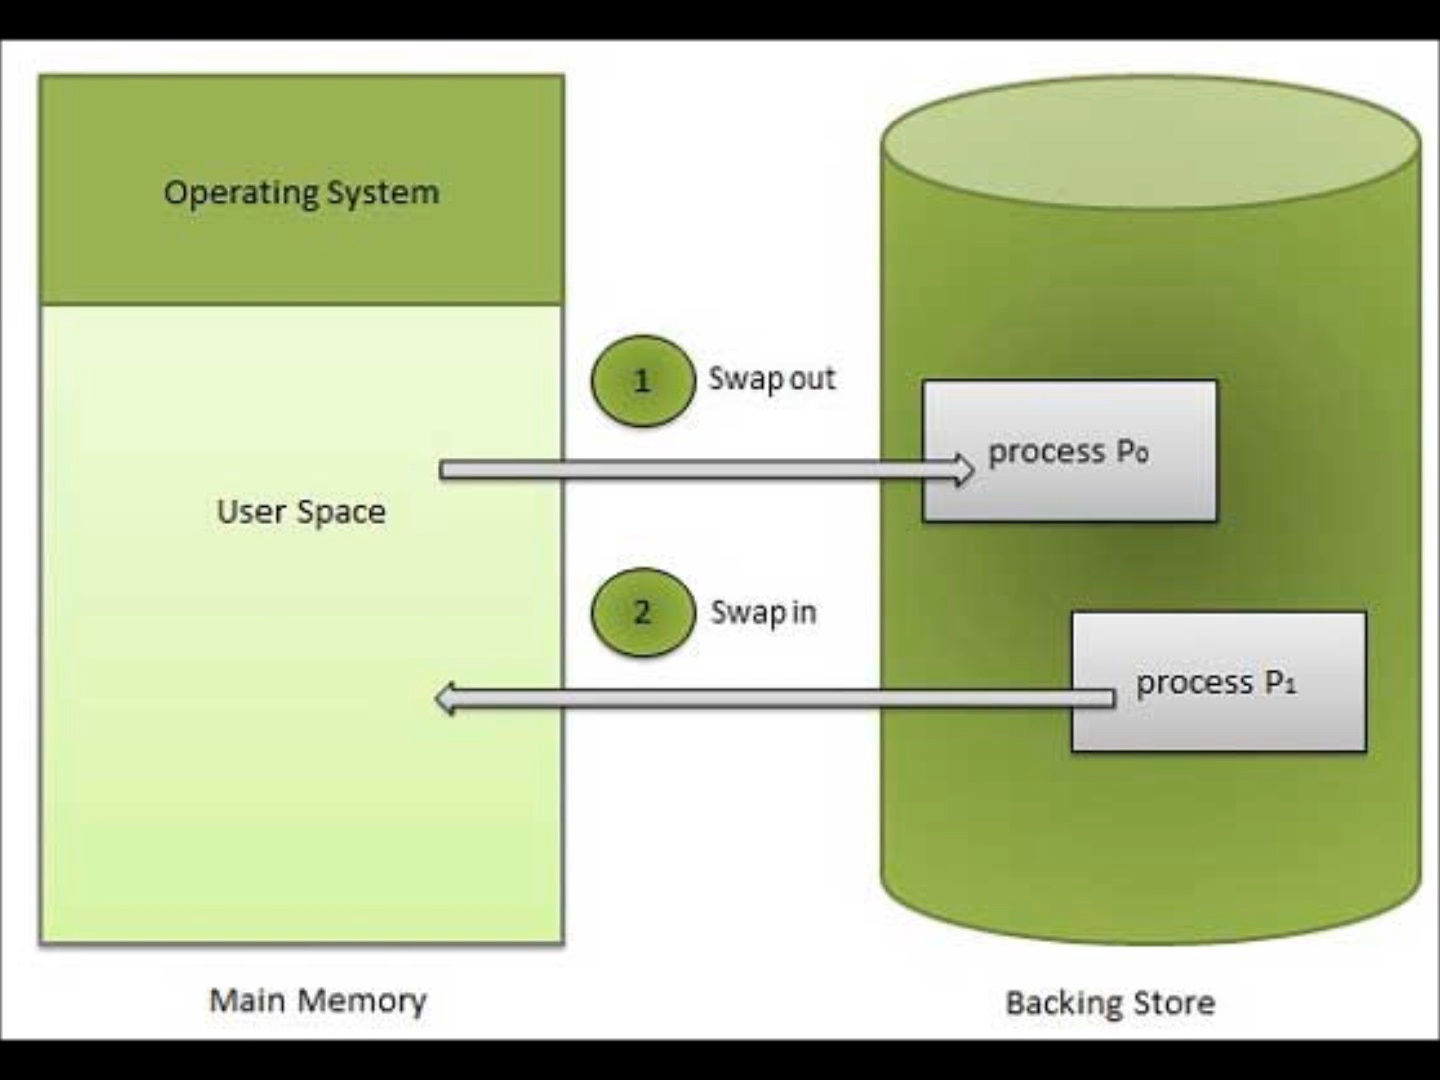 Operating System
1 Swap out
process P₀
User Space
2 Swap in
process P₁
Main Memory
Backing Store